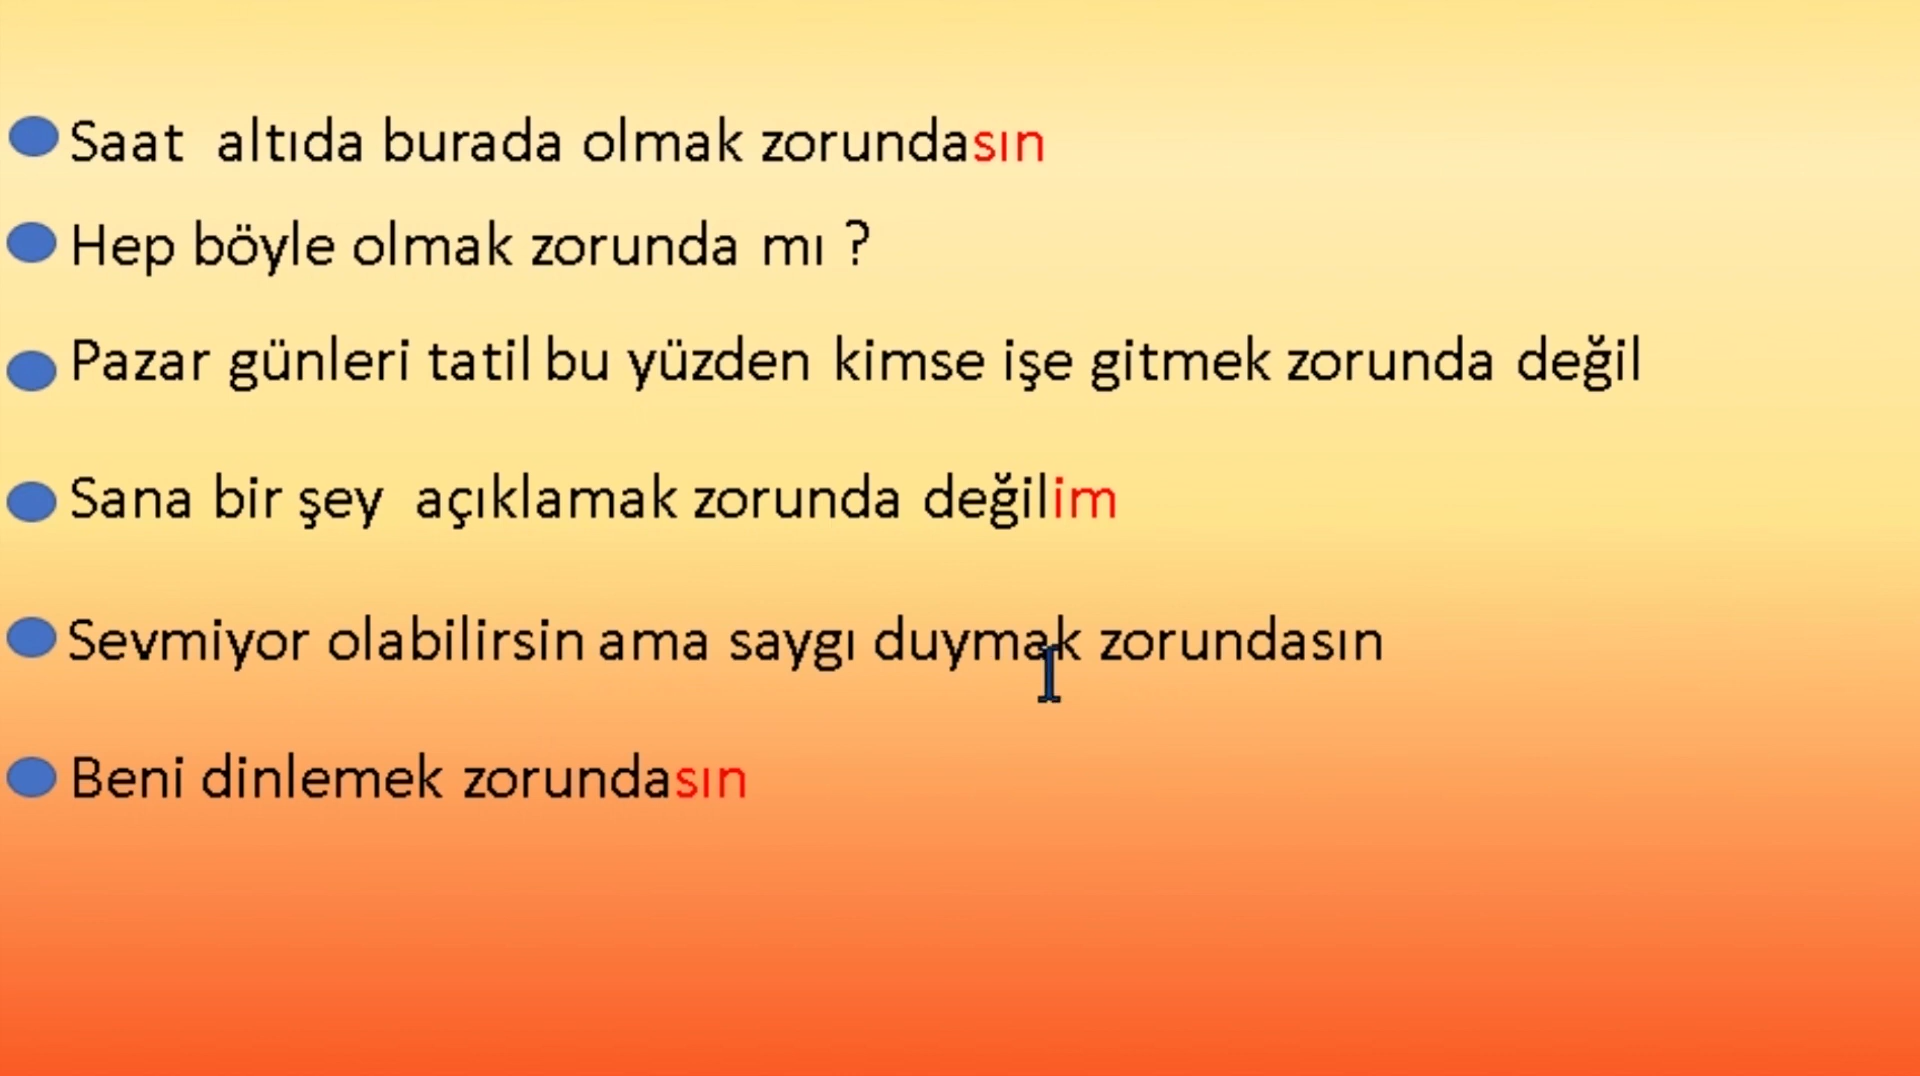 Saat altıda burada olmak zorundasın
Hep böyle olmak zorunda mı ?
Pazar günleri tatil bu yüzden kimse işe gitmek zorunda değil
Sana bir şey açıklamak zorunda değilim
Sevmiyor olabilirsin ama saygı duymak zorundasın
Beni dinlemek zorundasın